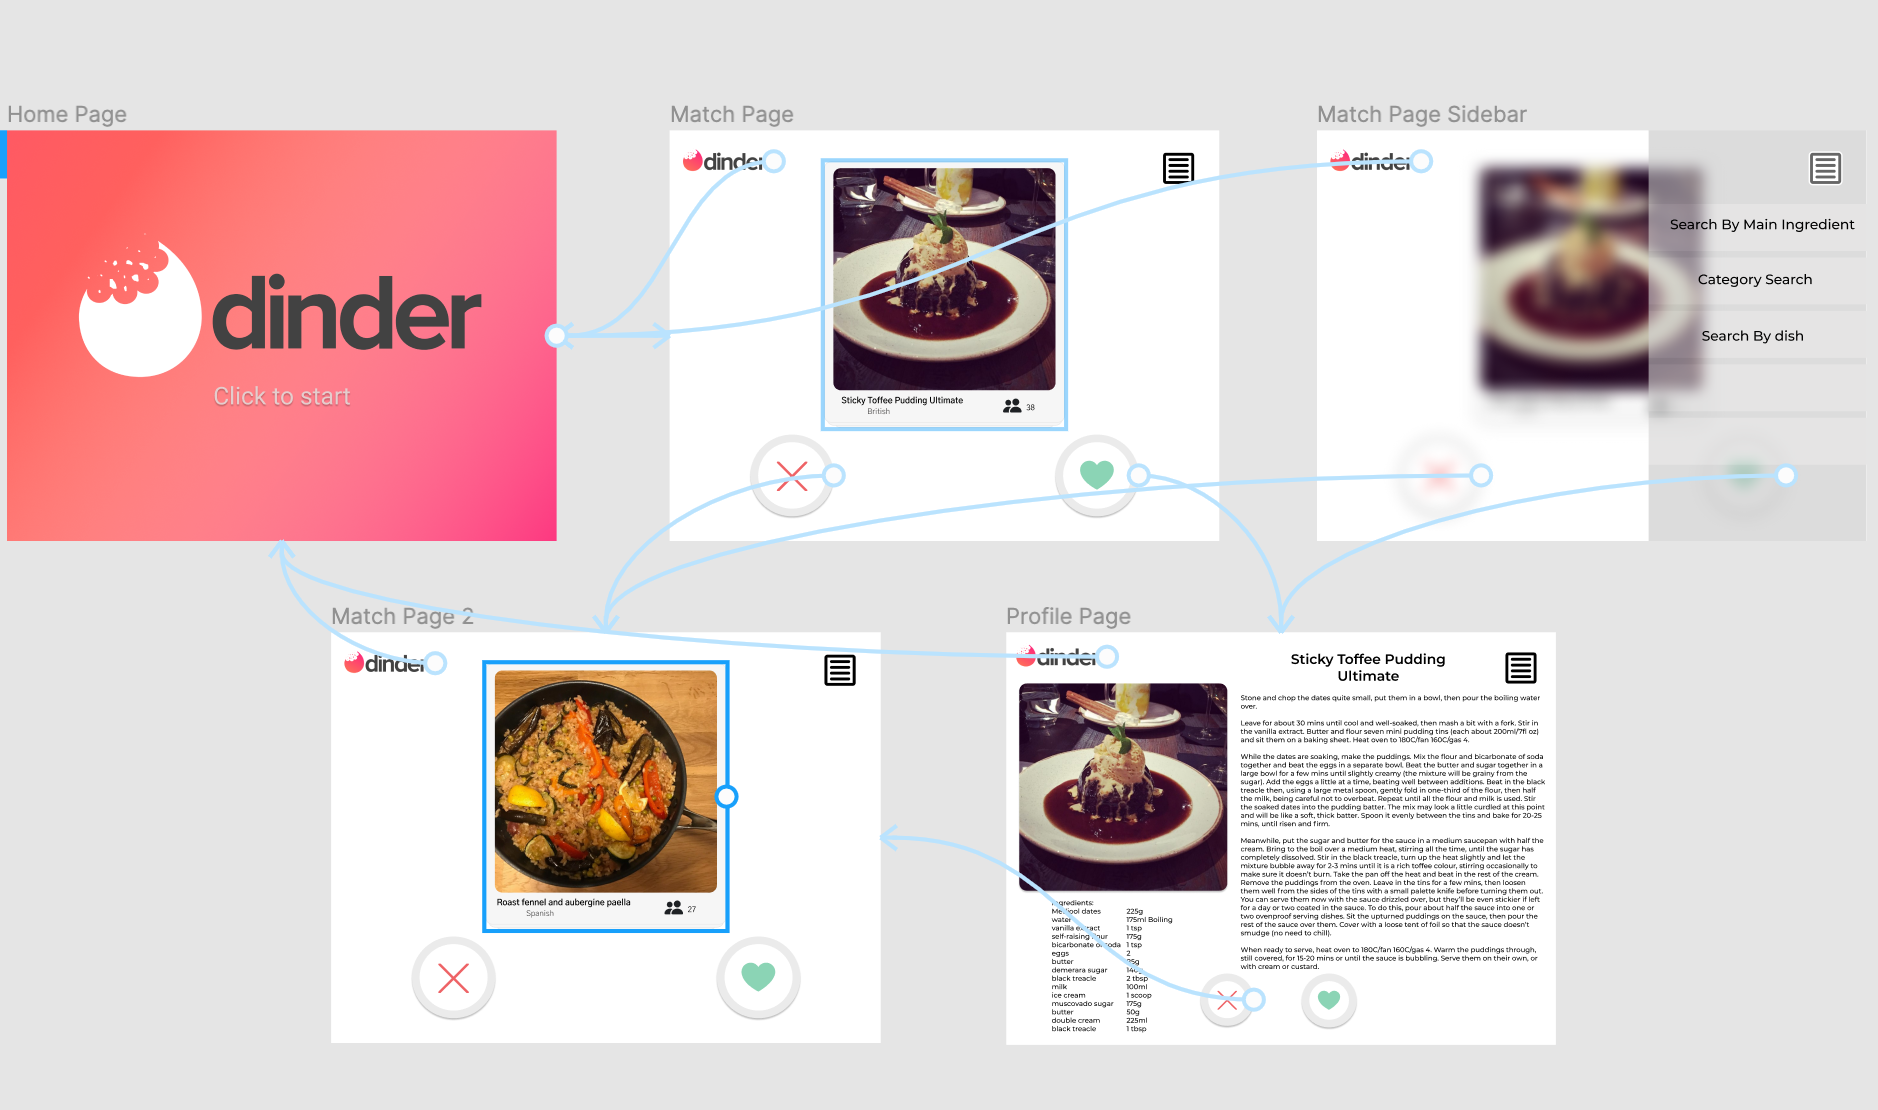 Home Page
dinder
Click to start
Match Page
dinder
Sticky Toffee Pudding Ultimate
British
38
Match Page Sidebar
dinder
Search By Main Ingredient
Category Search
Search By dish
Match Page 2
dinder
Roast fennel and aubergine paella
Spanish
27
Profile Page
dinder
Sticky Toffee Pudding
Ultimate
Stone and chop the dates quite small, put them in a bowl, then pour the boiling water
over.
Leave for about 30 mins until cool and well-soaked, then mash a bit with a fork. Stir in
the vanilla extract. Butter and flour seven mini pudding tins (each about 200ml/7fl oz)
and sit them on a baking sheet. Heat oven to 180C/fan 160C/gas 4.
While the dates are soaking, make the puddings. Mix the flour and bicarbonate of soda
together and beat the eggs in a separate bowl. Beat the butter and sugar together in a
large bowl for a few mins until slightly creamy (the mixture will be grainy from the
sugar). Add the eggs a little at a time, beating well between additions. Beat in the black
treacle then, using a large metal spoon, gently fold in one-third of the flour, then half
the milk, being careful not to overbeat. Repeat until all the flour and milk is used. Stir
the soaked dates into the pudding batter. The mix may look a little curdled at this point
and will be like a soft, thick batter. Spoon it evenly between the tins and bake for 20-25
mins, until risen and firm.
Meanwhile, put the sugar and butter for the sauce in a medium saucepan with half the
cream. Bring to the boil over a medium heat, stirring all the time, until the sugar has
completely dissolved. Stir in the black treacle, turn up the heat slightly and let the
mixture bubble away for 2-3 mins until it is a rich toffee colour, stirring occasionally to
make sure it doesn't burn. Take the pan off the heat and beat in the rest of the cream.
Remove the puddings from the oven. Leave in the tins for a few mins, then loosen
them well from the sides of the tins with a small palette knife before turning them out.
You can serve them now with the sauce drizzled over, but they'll be even stickier if left
for a day or two coated in the sauce. To do this, pour about half the sauce into one or
two ovenproof serving dishes. Sit the upturned puddings on the sauce, then pour the
rest of the sauce over them. Cover with a loose tent of foil so that the sauce doesn't
smudge (no need to chill).
When ready to serve, heat oven to 180C/fan 160C/gas 4. Warm the puddings through,
still covered, for 15-20 mins or until the sauce is bubbling. Serve them on their own, or
with cream or custard.
Ingredients:
Medjool dates 225g
water 175ml Boiling
vanilla extract 1 tsp
self-raising flour 175g
bicarbonate of soda 1 tsp
eggs 2
butter 85g
demerara sugar 140g
black treacle 2 tbsp
milk 100ml
ice cream 1 scoop
muscovado sugar 175g
butter 50g
double cream 225ml
black treacle 1 tbsp